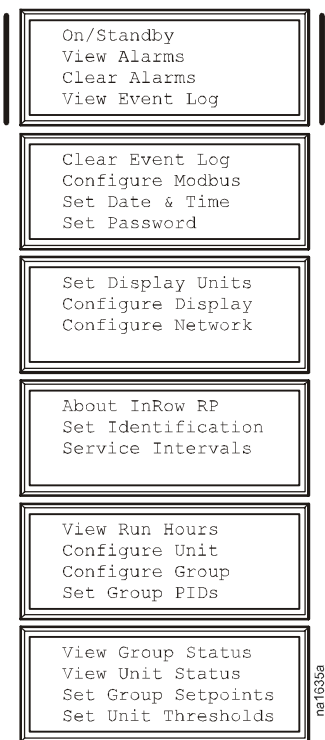 On/Standby
View Alarms
Clear Alarms
View Event Log
Clear Event Log
Configure Modbus
Set Date & Time
Set Password
Set Display Units
Configure Display
Configure Network
About InRow RP
Set Identification
Service Intervals
View Run Hours
Configure Unit
Configure Group
Set Group PIDs
View Group Status
View Unit Status
Set Group Setpoints
Set Unit Thresholds
na1635a